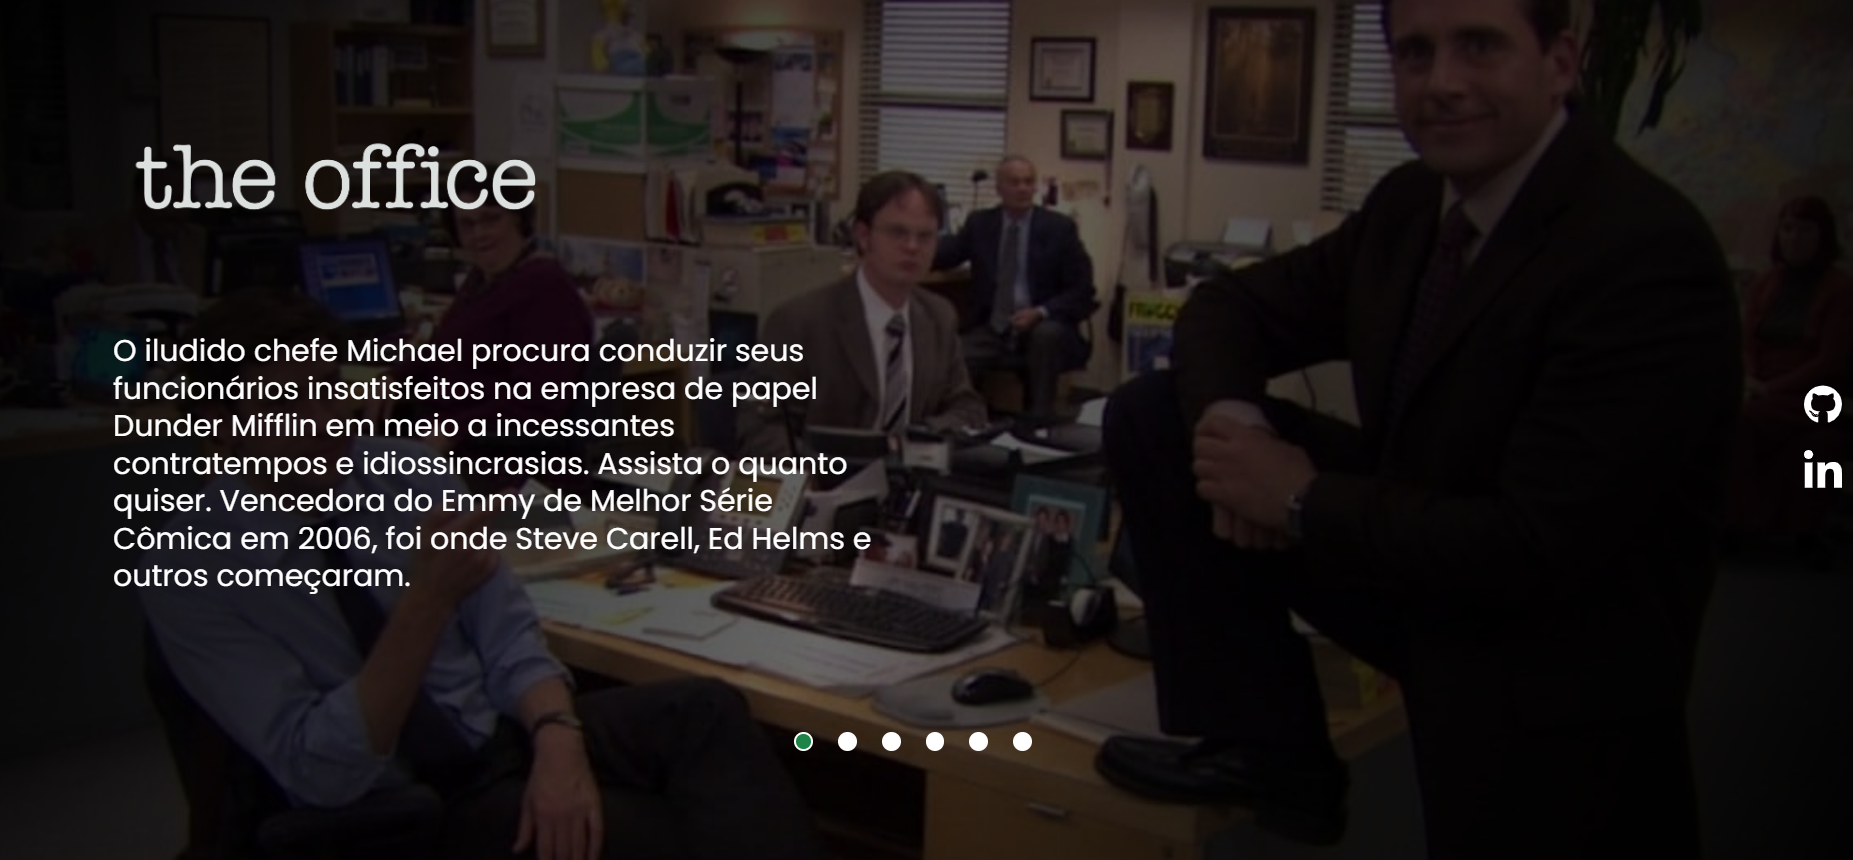 the office
O iludido chefe Michael procura conduzir seus
funcionários insatisfeitos na empresa de papel
Dunder Mifflin em meio a incessantes
contratempos e idiossincrasias. Assista o quanto
quiser. Vencedora do Emmy de Melhor Série
Cômica em 2006, foi onde Steve Carell, Ed Helms e
outros começaram.
in